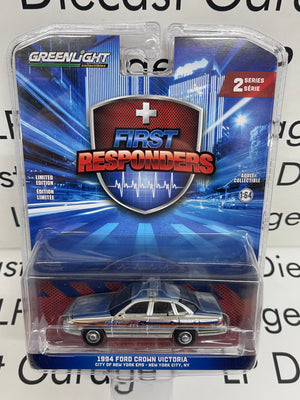 GREENLIGHT
collectibles
2 SERIES
SÉRIE
FIRST
RESPONDERS
LIMITED
EDITION
ÉDITION
LIMITÉE
ADULT
COLLECTIBLE
1:64
1994 FORD CROWN VICTORIA
CITY OF NEW YORK EMS - NEW YORK CITY, NY